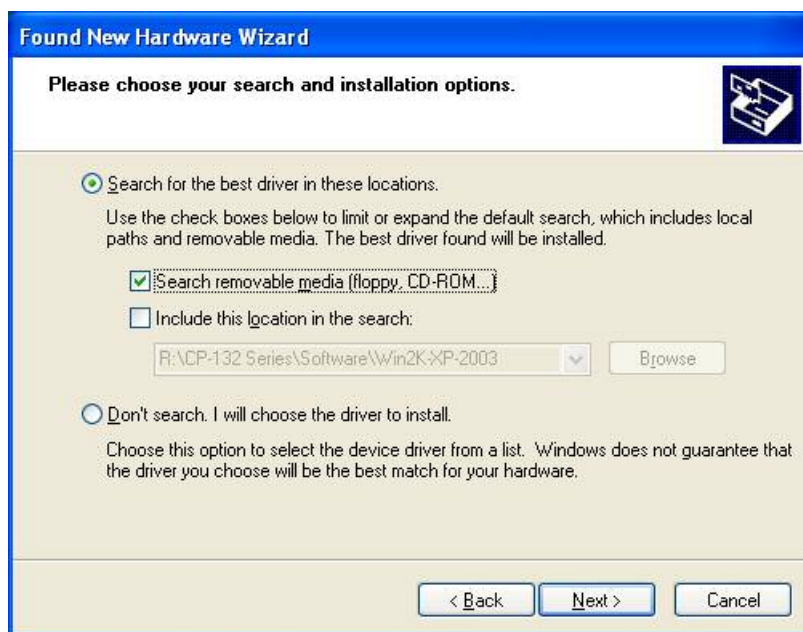 Found New Hardware Wizard
Please choose your search and installation options.
Search for the best driver in these locations.
Use the check boxes below to limit or expand the default search, which includes local
paths and removable media. The best driver found will be installed.
Search removable media (floppy, CD-ROM...)
Include this location in the search:
R:\CP-132 Series\Software\Win2K-XP-2003
Browse
Don't search. I will choose the driver to install.
Choose this option to select the device driver from a list. Windows does not guarantee that
the driver you choose will be the best match for your hardware.
< Back
Next >
Cancel